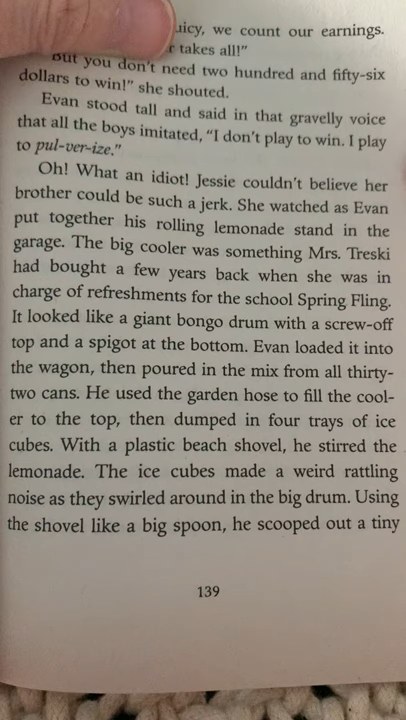 uicy, we count our earnings.
r takes all!”
But you don’t need two hundred and fifty-six
dollars to win!” she shouted.
Evan stood tall and said in that gravelly voice
that all the boys imitated, “I don’t play to win. I play
to pul-ver-ize.”
Oh! What an idiot! Jessie couldn’t believe her
brother could be such a jerk. She watched as Evan
put together his rolling lemonade stand in the
garage. The big cooler was something Mrs. Treski
had bought a few years back when she was in
charge of refreshments for the school Spring Fling.
It looked like a giant bongo drum with a screw-off
top and a spigot at the bottom. Evan loaded it into
the wagon, then poured in the mix from all thirty-
two cans. He used the garden hose to fill the cool-
er to the top, then dumped in four trays of ice
cubes. With a plastic beach shovel, he stirred the
lemonade. The ice cubes made a weird rattling
noise as they swirled around in the big drum. Using
the shovel like a big spoon, he scooped out a tiny
139